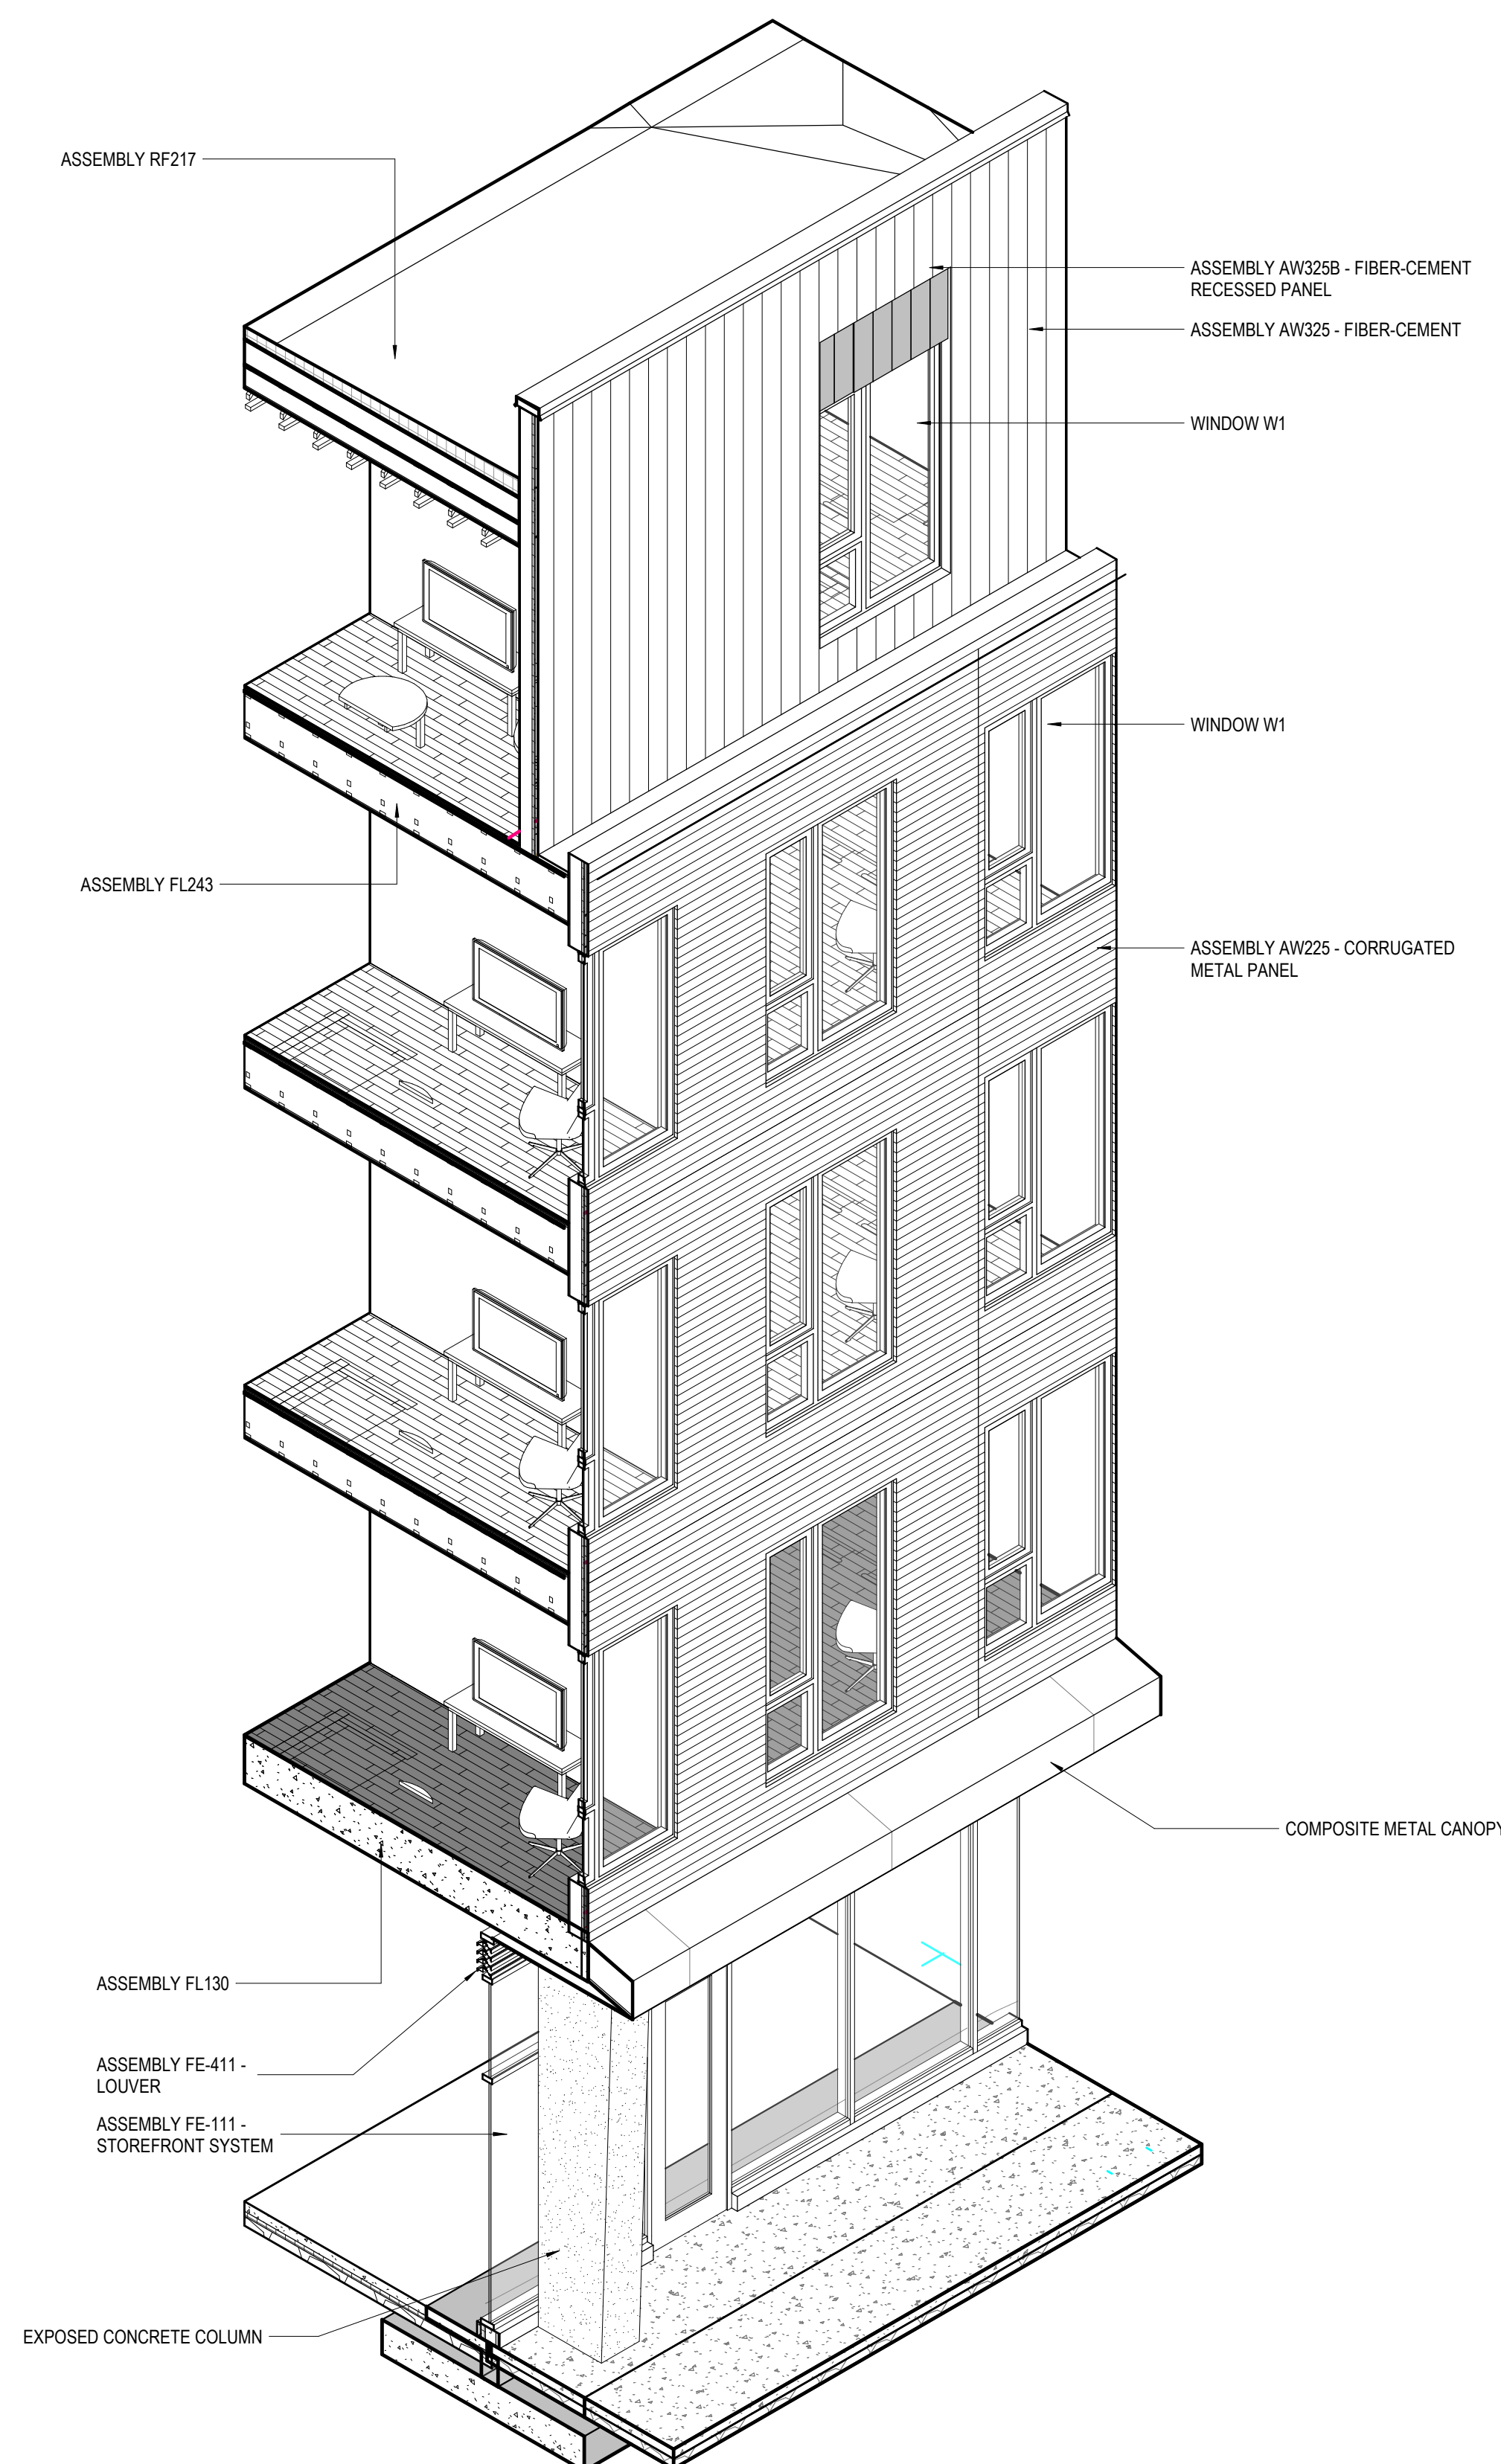 ASSEMBLY RF217
ASSEMBLY AW325B - FIBER-CEMENT
RECESSED PANEL
ASSEMBLY AW325 - FIBER-CEMENT
WINDOW W1
WINDOW W1
ASSEMBLY FL243
ASSEMBLY AW225 - CORRUGATED
METAL PANEL
COMPOSITE METAL CANOPY
ASSEMBLY FL130
ASSEMBLY FE-411 -
LOUVER
ASSEMBLY FE-111 -
STOREFRONT SYSTEM
EXPOSED CONCRETE COLUMN